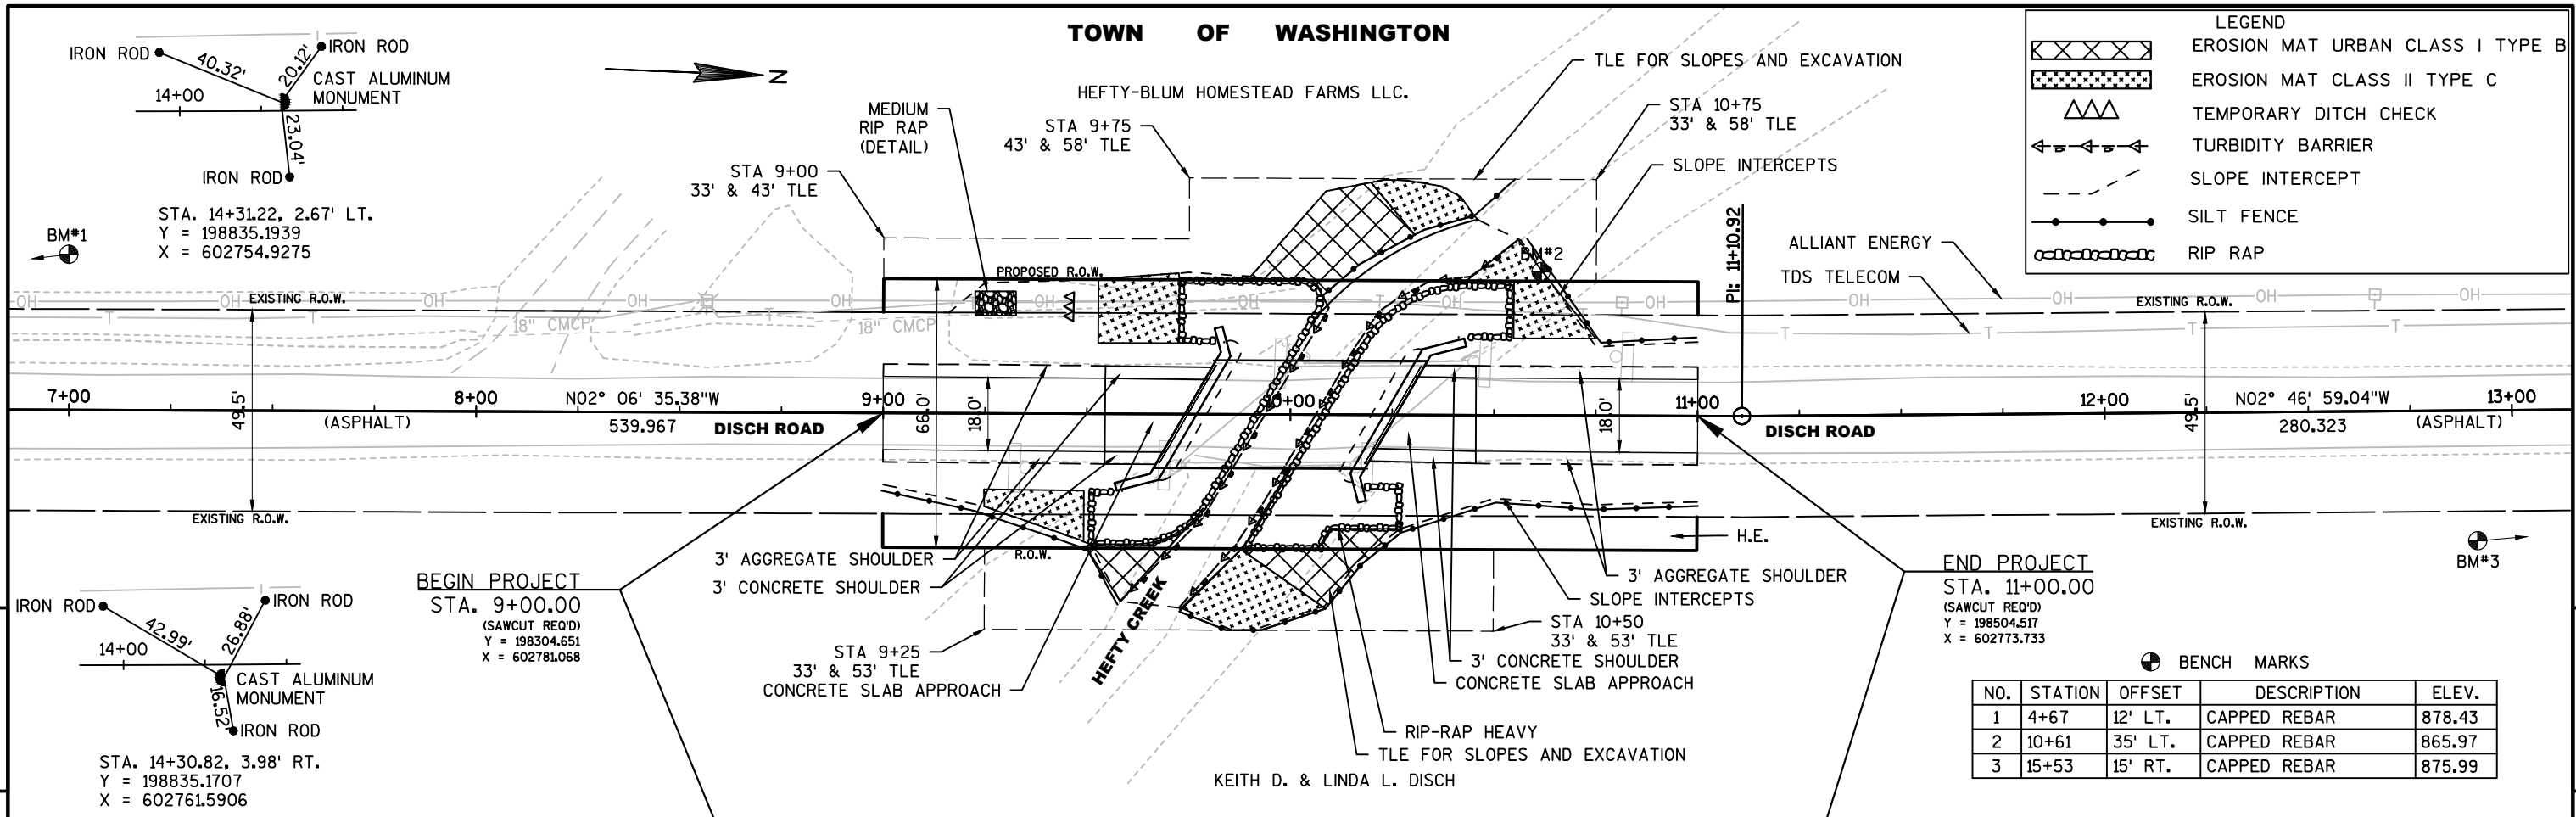 TOWN OF WASHINGTON
IRON ROD
40.32'
20.12'
IRON ROD
CAST ALUMINUM
MONUMENT
14+00
23.04'
IRON ROD
STA. 14+31.22, 2.67' LT.
Y = 198835.1939
X = 602754.9275
BM#1
N
HEFTY-BLUM HOMESTEAD FARMS LLC.
MEDIUM
RIP RAP
(DETAIL)
STA 9+75
43' & 58' TLE
STA 9+00
33' & 43' TLE
TLE FOR SLOPES AND EXCAVATION
STA 10+75
33' & 58' TLE
SLOPE INTERCEPTS
BM#2
PI: 11+10.92
ALLIANT ENERGY
TDS TELECOM
LEGEND
EROSION MAT URBAN CLASS I TYPE B
EROSION MAT CLASS II TYPE C
TEMPORARY DITCH CHECK
TURBIDITY BARRIER
SLOPE INTERCEPT
SILT FENCE
RIP RAP
PROPOSED R.O.W.
EXISTING R.O.W.
EXISTING R.O.W.
OH
OH
OH
OH
OH
OH
OH
OH
OH
OH
OH
OH
OH
T
T
T
T
T
T
T
T
18" CMCP
18" CMCP
7+00
8+00
9+00
10+00
11+00
12+00
13+00
49.5'
(ASPHALT)
N02° 06' 35.38"W
539.967
DISCH ROAD
66.0'
18.0'
18.0'
DISCH ROAD
49.5'
N02° 46' 59.04"W
280.323
(ASPHALT)
EXISTING R.O.W.
EXISTING R.O.W.
R.O.W.
H.E.
3' AGGREGATE SHOULDER
3' CONCRETE SHOULDER
BEGIN PROJECT
STA. 9+00.00
(SAWCUT REQ'D)
Y = 198304.651
X = 602781.068
HEFTY CREEK
STA 9+25
33' & 53' TLE
CONCRETE SLAB APPROACH
3' AGGREGATE SHOULDER
SLOPE INTERCEPTS
STA 10+50
33' & 53' TLE
3' CONCRETE SHOULDER
CONCRETE SLAB APPROACH
RIP-RAP HEAVY
TLE FOR SLOPES AND EXCAVATION
KEITH D. & LINDA L. DISCH
END PROJECT
STA. 11+00.00
(SAWCUT REQ'D)
Y = 198504.517
X = 602773.733
BM#3
IRON ROD
42.99'
26.88'
IRON ROD
14+00
CAST ALUMINUM
MONUMENT
16.52'
IRON ROD
STA. 14+30.82, 3.98' RT.
Y = 198835.1707
X = 602761.5906
BENCH MARKS
NO. STATION OFFSET DESCRIPTION ELEV.
1 4+67 12' LT. CAPPED REBAR 878.43
2 10+61 35' LT. CAPPED REBAR 865.97
3 15+53 15' RT. CAPPED REBAR 875.99